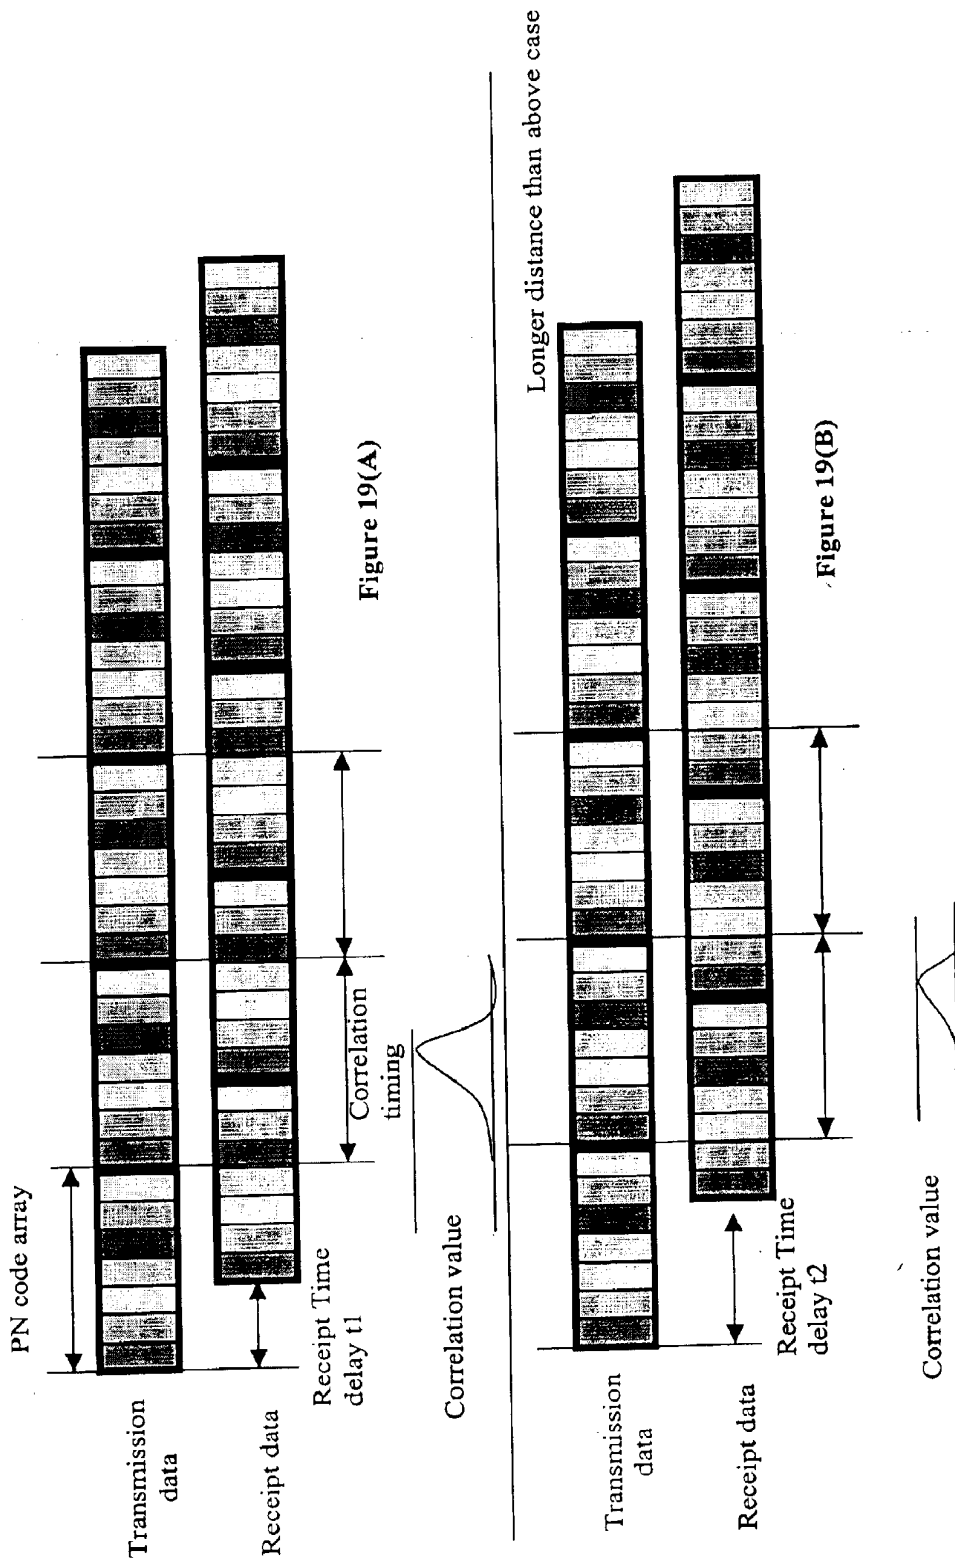 PN code array
Transmission
data
Receipt data
Receipt Time
delay t1
Correlation
timing
Correlation value
Figure 19(A)
Longer distance than above case
Transmission
data
Receipt data
Receipt Time
delay t2
Correlation value
Figure 19(B)